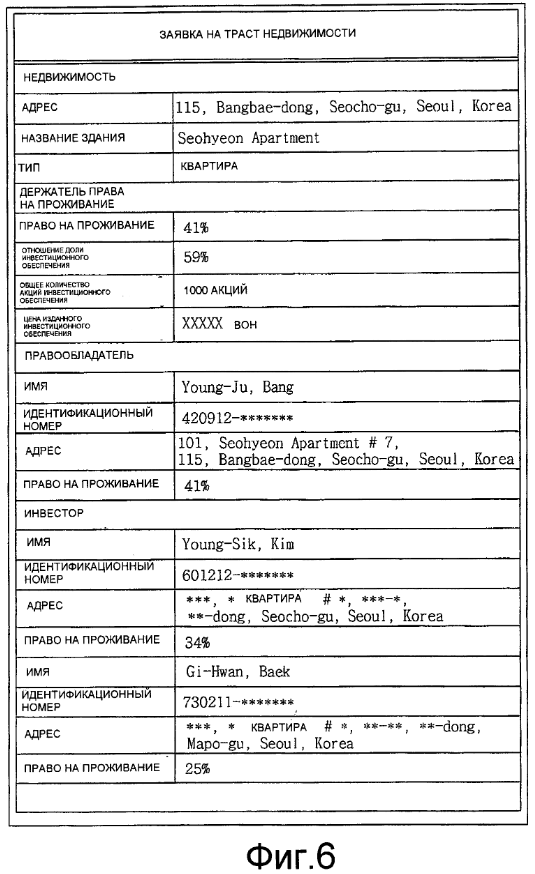 ЗАЯВКА НА ТРАСТ НЕДВИЖИМОСТИ
НЕДВИЖИМОСТЬ
АДРЕС 115, Bangbae-dong, Seocho-gu, Seoul, Korea
НАЗВАНИЕ ЗДАНИЯ Seohyeon Apartment
ТИП КВАРТИРА
ДЕРЖАТЕЛЬ ПРАВА
НА ПРОЖИВАНИЕ
ПРАВО НА ПРОЖИВАНИЕ 41%
ОТНОШЕНИЕ ДОЛИ
ИНВЕСТИЦИОННОГО
ОБЕСПЕЧЕНИЯ
59%
ОБЩЕЕ КОЛИЧЕСТВО
АКЦИЙ ИНВЕСТИЦИОННОГО
ОБЕСПЕЧЕНИЯ
1000 АКЦИЙ
ЦЕНА ИЗДАННОГО
ИНВЕСТИЦИОННОГО
ОБЕСПЕЧЕНИЯ
XXXXX ВОН
ПРАВООБЛАДАТЕЛЬ
ИМЯ Young-Ju, Bang
ИДЕНТИФИКАЦИОННЫЙ
НОМЕР
420912-*******
АДРЕС
101, Seohyeon Apartment # 7,
115, Bangbae-dong, Seocho-gu, Seoul, Korea
ПРАВО НА ПРОЖИВАНИЕ 41%
ИНВЕСТОР
ИМЯ Young-Sik, Kim
ИДЕНТИФИКАЦИОННЫЙ
НОМЕР
601212-*******
АДРЕС
***, * КВАРТИРА # *, ***-*,
**-dong, Seocho-gu, Seoul, Korea
ПРАВО НА ПРОЖИВАНИЕ 34%
ИМЯ Gi-Hwan, Baek
ИДЕНТИФИКАЦИОННЫЙ
НОМЕР
730211-*******
АДРЕС
***, * КВАРТИРА # *, **-**, **-dong,
Mapo-gu, Seoul, Korea
ПРАВО НА ПРОЖИВАНИЕ 25%
Фиг.6